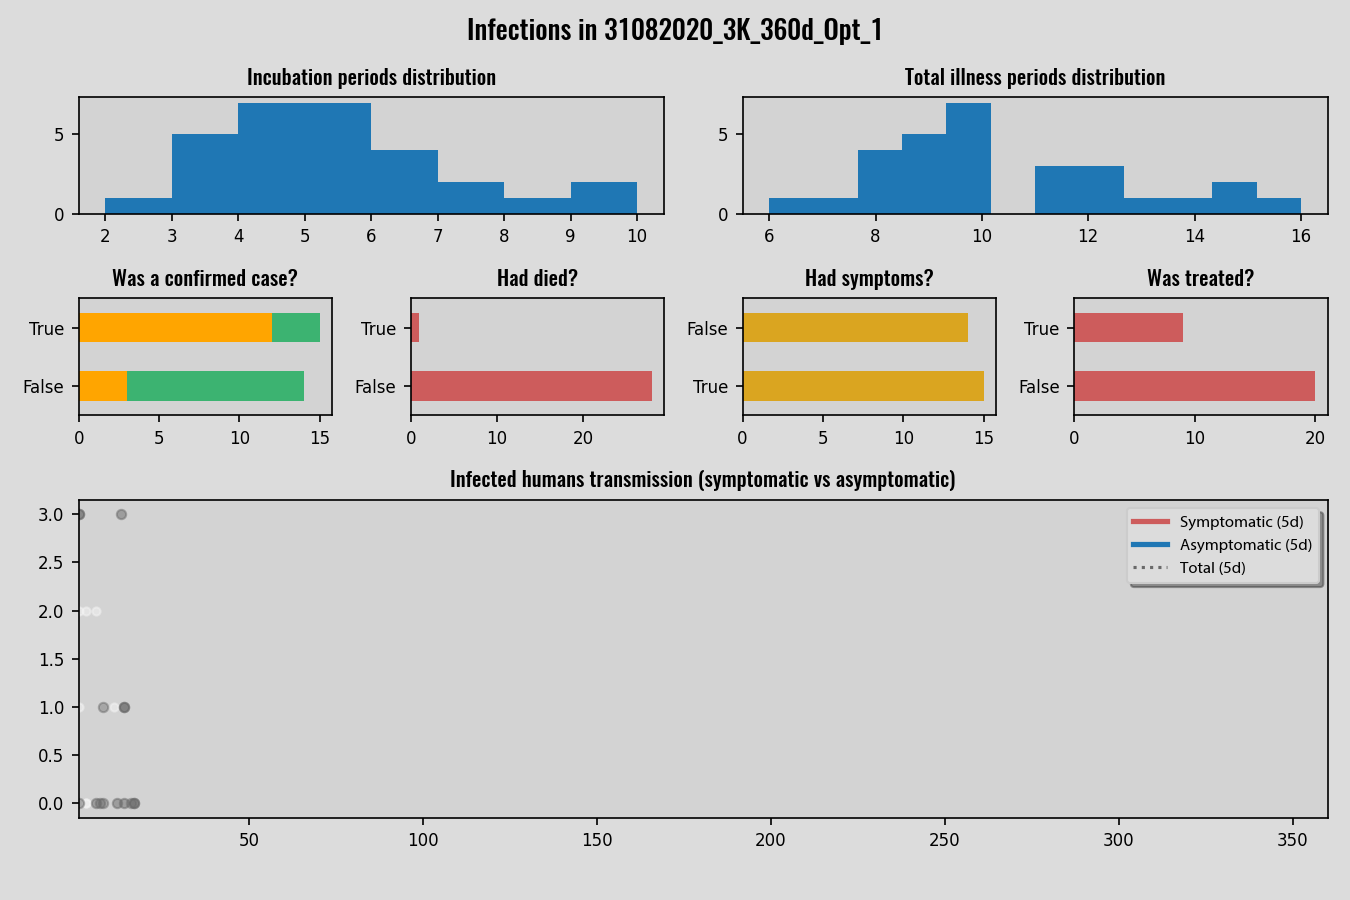 Infections in 31082020_3K_360d_Opt_1
Incubation periods distribution
Total illness periods distribution
5
0
2 3 4 5 6 7 8 9 10
5
0
6 8 10 12 14 16
Was a confirmed case?
Had died?
Had symptoms?
Was treated?
True
False
0 5 10 15
True
False
0 10 20
False
True
0 5 10 15
True
False
0 10 20
Infected humans transmission (symptomatic vs asymptomatic)
3.0
2.5
2.0
1.5
1.0
0.5
0.0
Symptomatic (5d)
Asymptomatic (5d)
Total (5d)
50 100 150 200 250 300 350